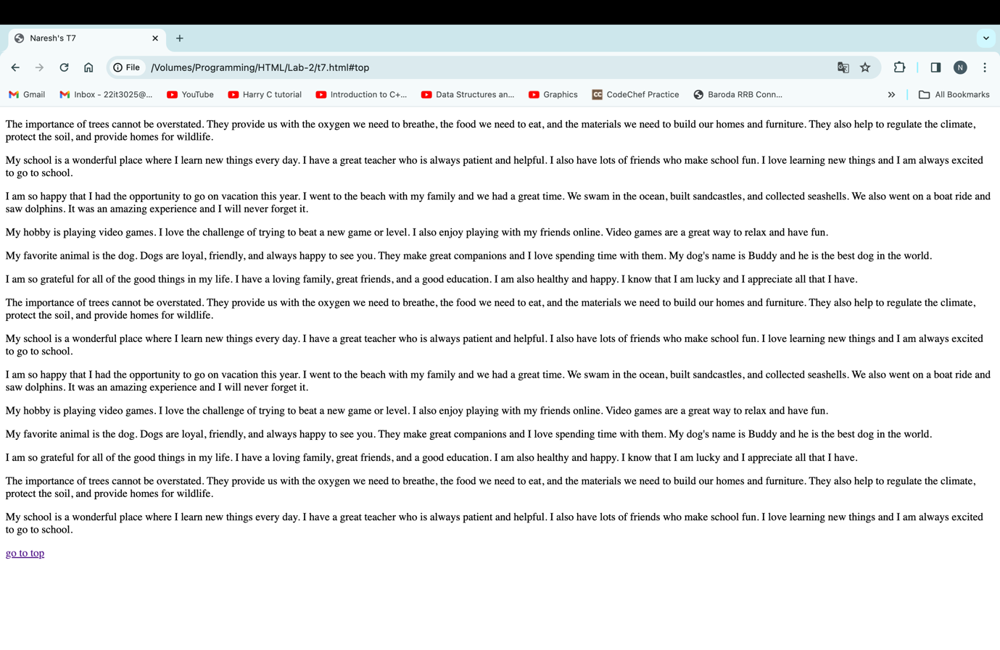 Naresh's T7
File
/Volumes/Programming/HTML/Lab-2/t7.html#top
N
Gmail
Inbox - 22it3025@...
YouTube
Harry C tutorial
Introduction to C+...
Data Structures an...
Graphics
CC
CodeChef Practice
Baroda RRB Conn...
All Bookmarks
The importance of trees cannot be overstated. They provide us with the oxygen we need to breathe, the food we need to eat, and the materials we need to build our homes and furniture. They also help to regulate the climate,
protect the soil, and provide homes for wildlife.
My school is a wonderful place where I learn new things every day. I have a great teacher who is always patient and helpful. I also have lots of friends who make school fun. I love learning new things and I am always excited
to go to school.
I am so happy that I had the opportunity to go on vacation this year. I went to the beach with my family and we had a great time. We swam in the ocean, built sandcastles, and collected seashells. We also went on a boat ride and
saw dolphins. It was an amazing experience and I will never forget it.
My hobby is playing video games. I love the challenge of trying to beat a new game or level. I also enjoy playing with my friends online. Video games are a great way to relax and have fun.
My favorite animal is the dog. Dogs are loyal, friendly, and always happy to see you. They make great companions and I love spending time with them. My dog's name is Buddy and he is the best dog in the world.
I am so grateful for all of the good things in my life. I have a loving family, great friends, and a good education. I am also healthy and happy. I know that I am lucky and I appreciate all that I have.
The importance of trees cannot be overstated. They provide us with the oxygen we need to breathe, the food we need to eat, and the materials we need to build our homes and furniture. They also help to regulate the climate,
protect the soil, and provide homes for wildlife.
My school is a wonderful place where I learn new things every day. I have a great teacher who is always patient and helpful. I also have lots of friends who make school fun. I love learning new things and I am always excited
to go to school.
I am so happy that I had the opportunity to go on vacation this year. I went to the beach with my family and we had a great time. We swam in the ocean, built sandcastles, and collected seashells. We also went on a boat ride and
saw dolphins. It was an amazing experience and I will never forget it.
My hobby is playing video games. I love the challenge of trying to beat a new game or level. I also enjoy playing with my friends online. Video games are a great way to relax and have fun.
My favorite animal is the dog. Dogs are loyal, friendly, and always happy to see you. They make great companions and I love spending time with them. My dog's name is Buddy and he is the best dog in the world.
I am so grateful for all of the good things in my life. I have a loving family, great friends, and a good education. I am also healthy and happy. I know that I am lucky and I appreciate all that I have.
The importance of trees cannot be overstated. They provide us with the oxygen we need to breathe, the food we need to eat, and the materials we need to build our homes and furniture. They also help to regulate the climate,
protect the soil, and provide homes for wildlife.
My school is a wonderful place where I learn new things every day. I have a great teacher who is always patient and helpful. I also have lots of friends who make school fun. I love learning new things and I am always excited
to go to school.
go to top